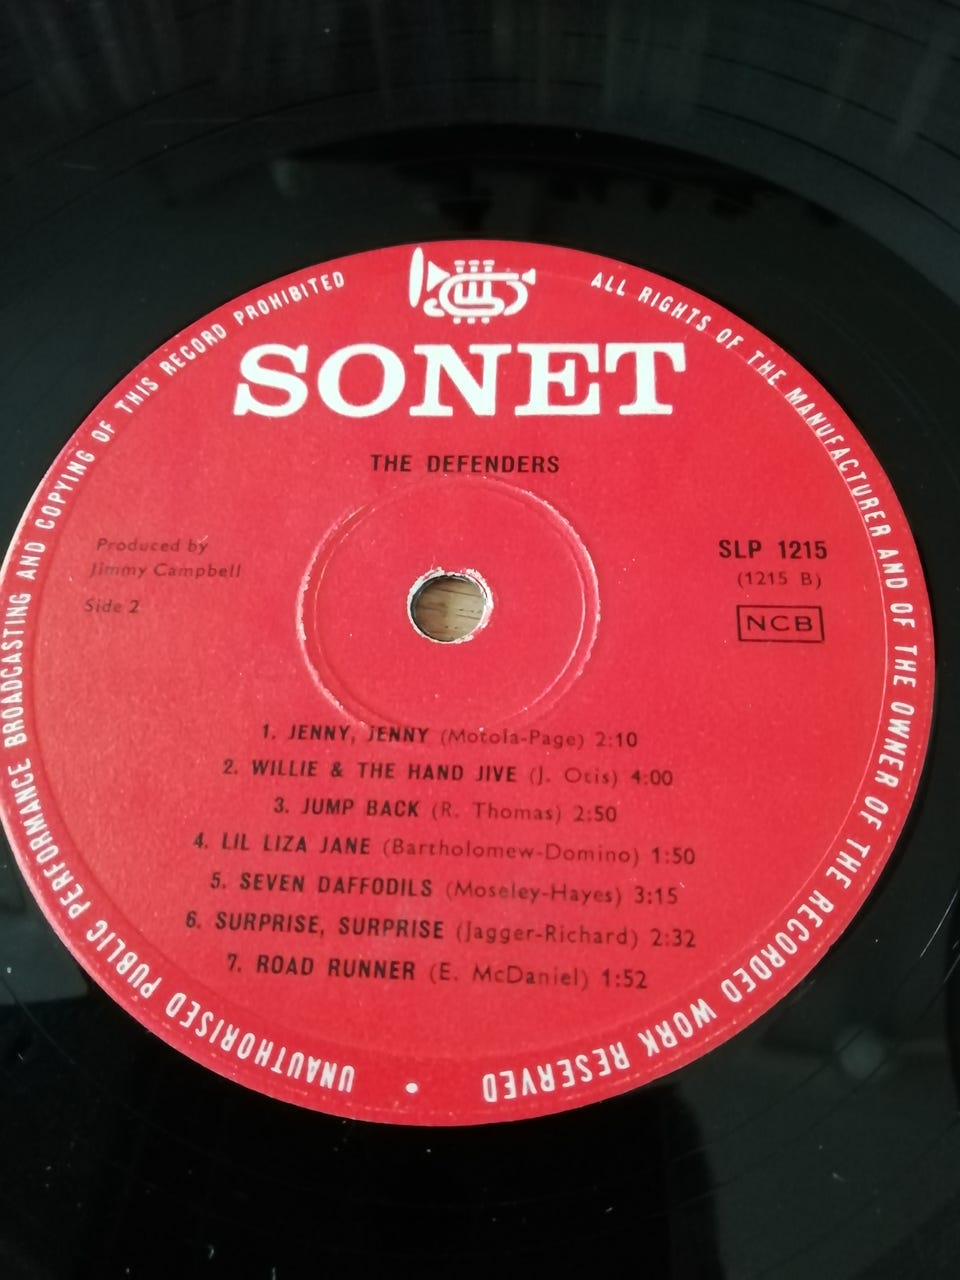 UNAUTHORISED PUBLIC PERFORMANCE BROADCASTING AND COPYING OF THIS RECORD PROHIBITED
ALL RIGHTS OF THE MANUFACTURER AND OF THE OWNER OF THE RECORDED WORK RESERVED
SONET
THE DEFENDERS
Produced by
Jimmy Campbell
Side 2
SLP 1215
(1215 B)
NCB
1. JENNY, JENNY (Motola-Page) 2:10
2. WILLIE & THE HAND JIVE (J. Otis) 4:00
3. JUMP BACK (R. Thomas) 2:50
4. LIL LIZA JANE (Bartholomew-Domino) 1:50
5. SEVEN DAFFODILS (Moseley-Hayes) 3:15
6. SURPRISE, SURPRISE (Jagger-Richard) 2:32
7. ROAD RUNNER (E. McDaniel) 1:52